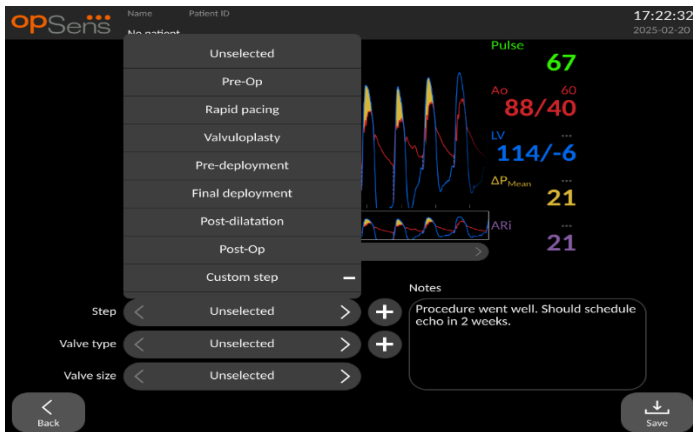 opSens
Name Patient ID
No patient
17:22:32
2025-02-20
Unselected
Pre-Op
Rapid pacing
Valvuloplasty
Pre-deployment
Final deployment
Post-dilatation
Post-Op
Custom step
Pulse
67
Ao 60
88/40
LV ---
114/-6
ΔPMean ---
21
ARi ---
21
Step Unselected
Valve type Unselected
Valve size Unselected
Notes
Procedure went well. Should schedule
echo in 2 weeks.
Back
Save